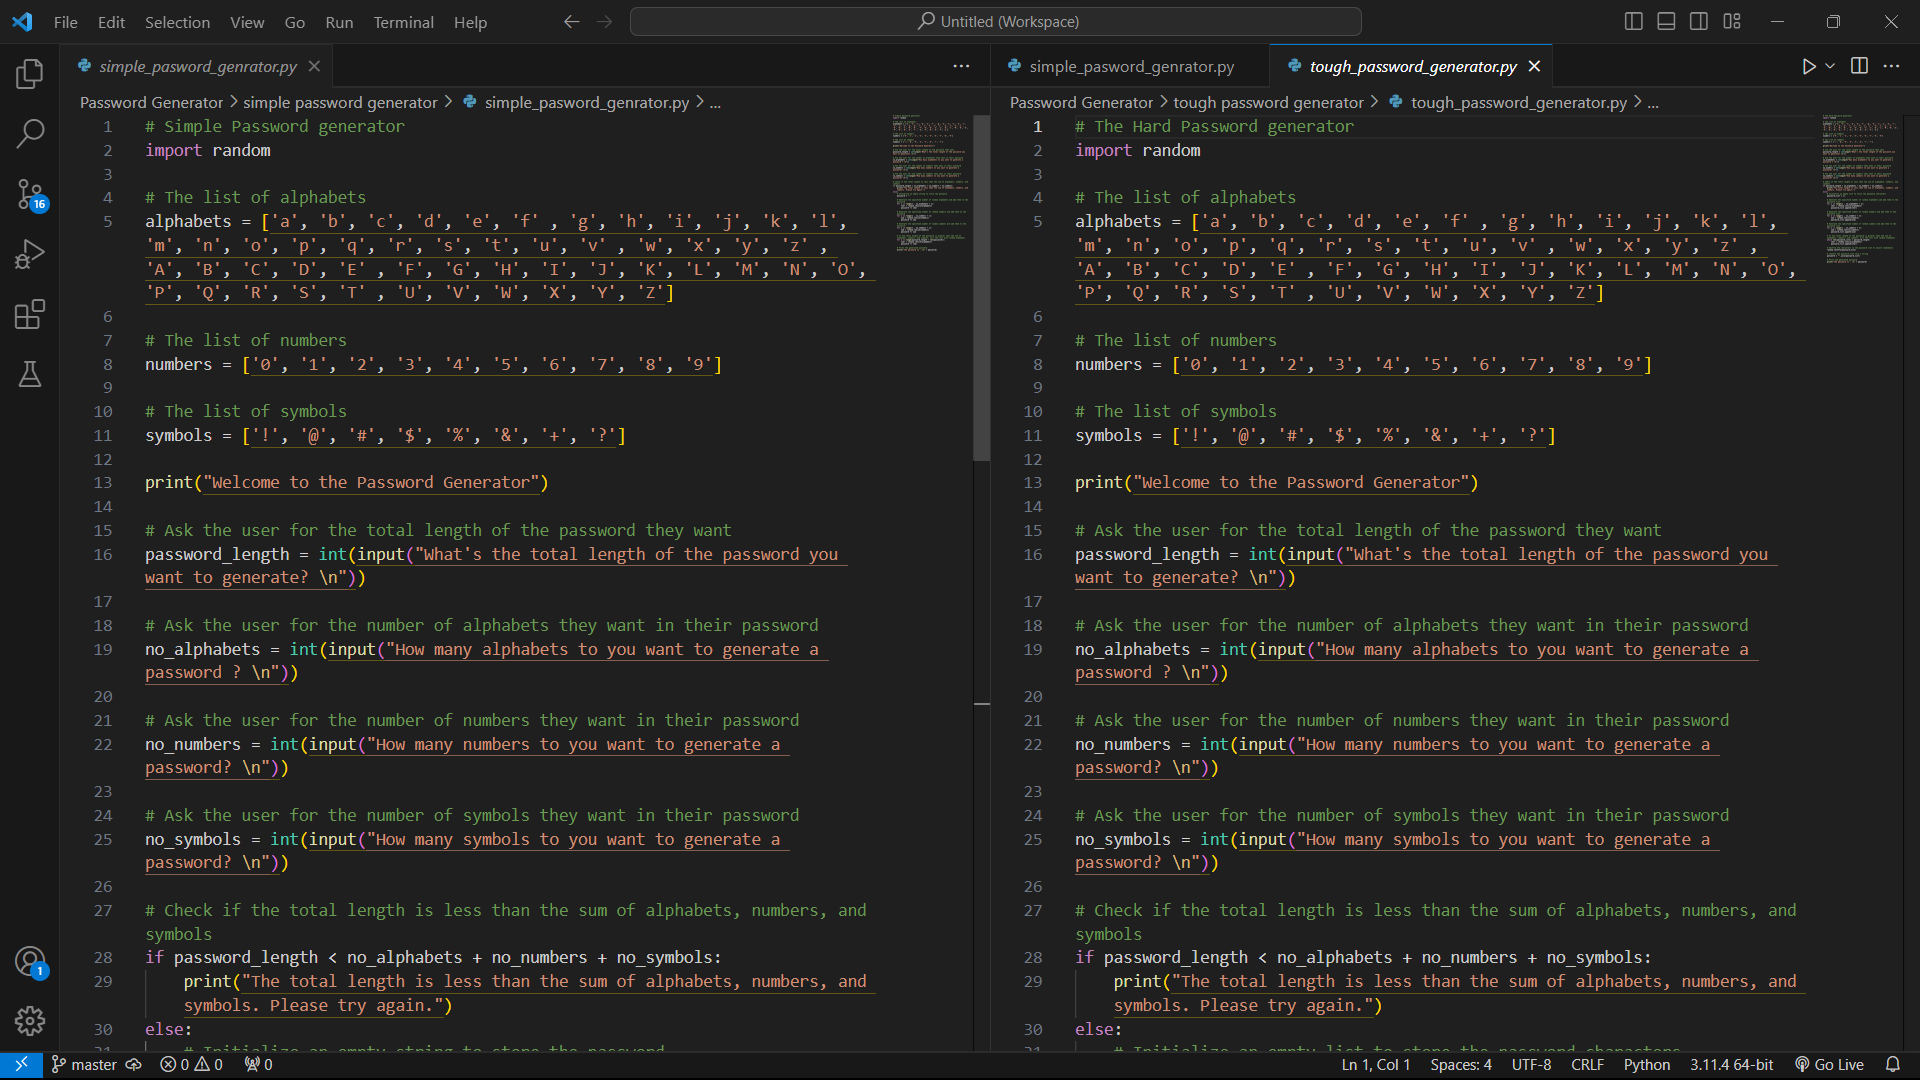 File Edit Selection View Go Run Terminal Help
Untitled (Workspace)
simple_pasword_genrator.py
Password Generator > simple password generator > simple_pasword_genrator.py > ...
1 # Simple Password generator
2 import random
3
4 # The list of alphabets
5 alphabets = ['a', 'b', 'c', 'd', 'e', 'f' , 'g', 'h', 'i', 'j', 'k', 'l',
'm', 'n', 'o', 'p', 'q', 'r', 's', 't', 'u', 'v' , 'w', 'x', 'y', 'z' ,
'A', 'B', 'C', 'D', 'E' , 'F', 'G', 'H', 'I', 'J', 'K', 'L', 'M', 'N', 'O',
'P', 'Q', 'R', 'S', 'T' , 'U', 'V', 'W', 'X', 'Y', 'Z']
6
7 # The list of numbers
8 numbers = ['0', '1', '2', '3', '4', '5', '6', '7', '8', '9']
9
10 # The list of symbols
11 symbols = ['!', '@', '#', '$', '%', '&', '+', '?']
12
13 print("Welcome to the Password Generator")
14
15 # Ask the user for the total length of the password they want
16 password_length = int(input("What's the total length of the password you
want to generate? \n"))
17
18 # Ask the user for the number of alphabets they want in their password
19 no_alphabets = int(input("How many alphabets to you want to generate a
password ? \n"))
20
21 # Ask the user for the number of numbers they want in their password
22 no_numbers = int(input("How many numbers to you want to generate a
password? \n"))
23
24 # Ask the user for the number of symbols they want in their password
25 no_symbols = int(input("How many symbols to you want to generate a
password? \n"))
26
27 # Check if the total length is less than the sum of alphabets, numbers, and
symbols
28 if password_length < no_alphabets + no_numbers + no_symbols:
29 print("The total length is less than the sum of alphabets, numbers, and
symbols. Please try again.")
30 else:
31 # Initialize an empty string to store the password
simple_pasword_genrator.py tough_password_generator.py
Password Generator > tough password generator > tough_password_generator.py > ...
1 # The Hard Password generator
2 import random
3
4 # The list of alphabets
5 alphabets = ['a', 'b', 'c', 'd', 'e', 'f' , 'g', 'h', 'i', 'j', 'k', 'l',
'm', 'n', 'o', 'p', 'q', 'r', 's', 't', 'u', 'v' , 'w', 'x', 'y', 'z' ,
'A', 'B', 'C', 'D', 'E' , 'F', 'G', 'H', 'I', 'J', 'K', 'L', 'M', 'N', 'O',
'P', 'Q', 'R', 'S', 'T' , 'U', 'V', 'W', 'X', 'Y', 'Z']
6
7 # The list of numbers
8 numbers = ['0', '1', '2', '3', '4', '5', '6', '7', '8', '9']
9
10 # The list of symbols
11 symbols = ['!', '@', '#', '$', '%', '&', '+', '?']
12
13 print("Welcome to the Password Generator")
14
15 # Ask the user for the total length of the password they want
16 password_length = int(input("What's the total length of the password you
want to generate? \n"))
17
18 # Ask the user for the number of alphabets they want in their password
19 no_alphabets = int(input("How many alphabets to you want to generate a
password ? \n"))
20
21 # Ask the user for the number of numbers they want in their password
22 no_numbers = int(input("How many numbers to you want to generate a
password? \n"))
23
24 # Ask the user for the number of symbols they want in their password
25 no_symbols = int(input("How many symbols to you want to generate a
password? \n"))
26
27 # Check if the total length is less than the sum of alphabets, numbers, and
symbols
28 if password_length < no_alphabets + no_numbers + no_symbols:
29 print("The total length is less than the sum of alphabets, numbers, and
symbols. Please try again.")
30 else:
31 # Initialize an empty list to store the password characters
16
1
master 0 0 0 Ln 1, Col 1 Spaces: 4 UTF-8 CRLF Python 3.11.4 64-bit Go Live